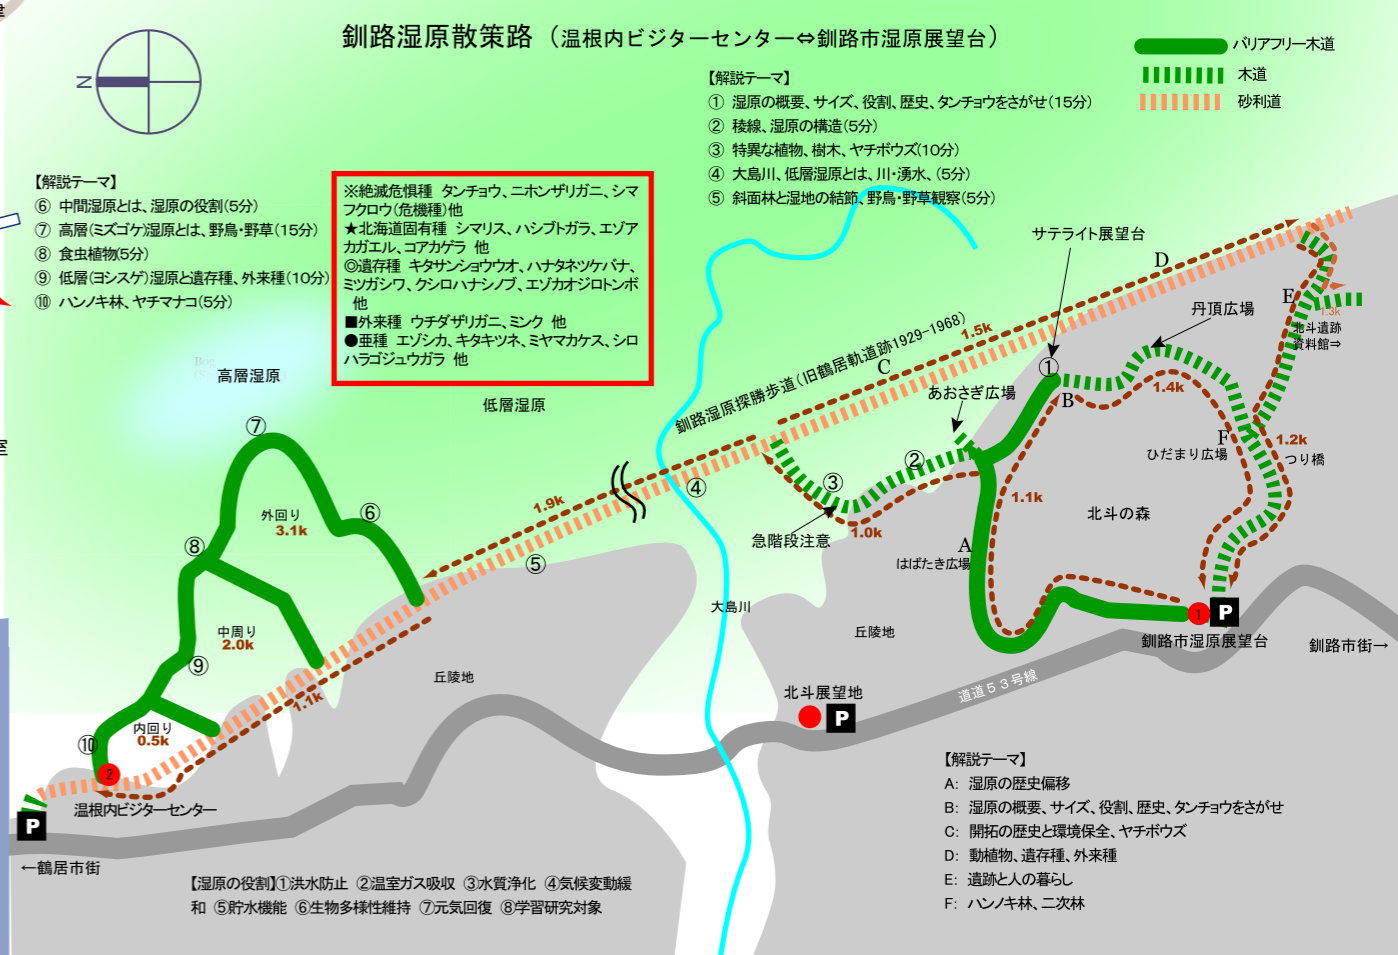 釧路湿原散策路（温根内ビジターセンター⇔釧路市湿原展望台）
N
バリアフリー木道
木道
砂利道
【解説テーマ】
① 湿原の概要、サイズ、役割、歴史、タンチョウをさがせ(15分)
② 稜線、湿原の構造(5分)
③ 特異な植物、樹木、ヤチボウズ(10分)
④ 大島川、低層湿原とは、川・湧水、(5分)
⑤ 斜面林と湿地の結節、野鳥・野草観察(5分)
【解説テーマ】
⑥ 中間湿原とは、湿原の役割(5分)
⑦ 高層(ミズゴケ)湿原とは、野鳥・野草(15分)
⑧ 食虫植物(5分)
⑨ 低層(ヨシスゲ)湿原と遺存種、外来種(10分)
⑩ ハンノキ林、ヤチマナコ(5分)
※絶滅危惧種 タンチョウ、ニホンザリガニ、シマ
フクロウ(危機種)他
★北海道固有種 シマリス、ハシブトガラ、エゾア
カガエル、コアカゲラ 他
◎遺存種 キタサンショウウオ、ハナタネツケバナ、
ミツガシワ、クシロハナシノブ、エゾカオジロトンボ
他
■外来種 ウチダザリガニ、ミンク 他
●亜種 エゾシカ、キタキツネ、ミヤマカケス、シロ
ハラゴジュウガラ 他
サテライト展望台
D
E
1.3k
北斗遺跡
資料館⇒
丹頂広場
釧路湿原探勝歩道(旧鶴居軌道跡1929-1968)
1.5k
C
①
B
1.4k
あおさぎ広場
高層湿原
低層湿原
⑦
F
1.2k
つり橋
ひだまり広場
②
③
④
1.9k
1.1k
北斗の森
⑥
外回り
3.1k
急階段注意
1.0k
A
はばたき広場
⑧
⑤
大島川
1
P
釧路市湿原展望台
釧路市街→
中周り
2.0k
丘陵地
⑨
丘陵地
1.1k
北斗展望地
P
道道５３号線
内回り
0.5k
⑩
2
温根内ビジターセンター
P
←鶴居市街
【解説テーマ】
A: 湿原の歴史偏移
B: 湿原の概要、サイズ、役割、歴史、タンチョウをさがせ
C: 開拓の歴史と環境保全、ヤチボウズ
D: 動植物、遺存種、外来種
E: 遺跡と人の暮らし
F: ハンノキ林、二次林
【湿原の役割】①洪水防止 ②温室ガス吸収 ③水質浄化 ④気候変動緩
和 ⑤貯水機能 ⑥生物多様性維持 ⑦元気回復 ⑧学習研究対象